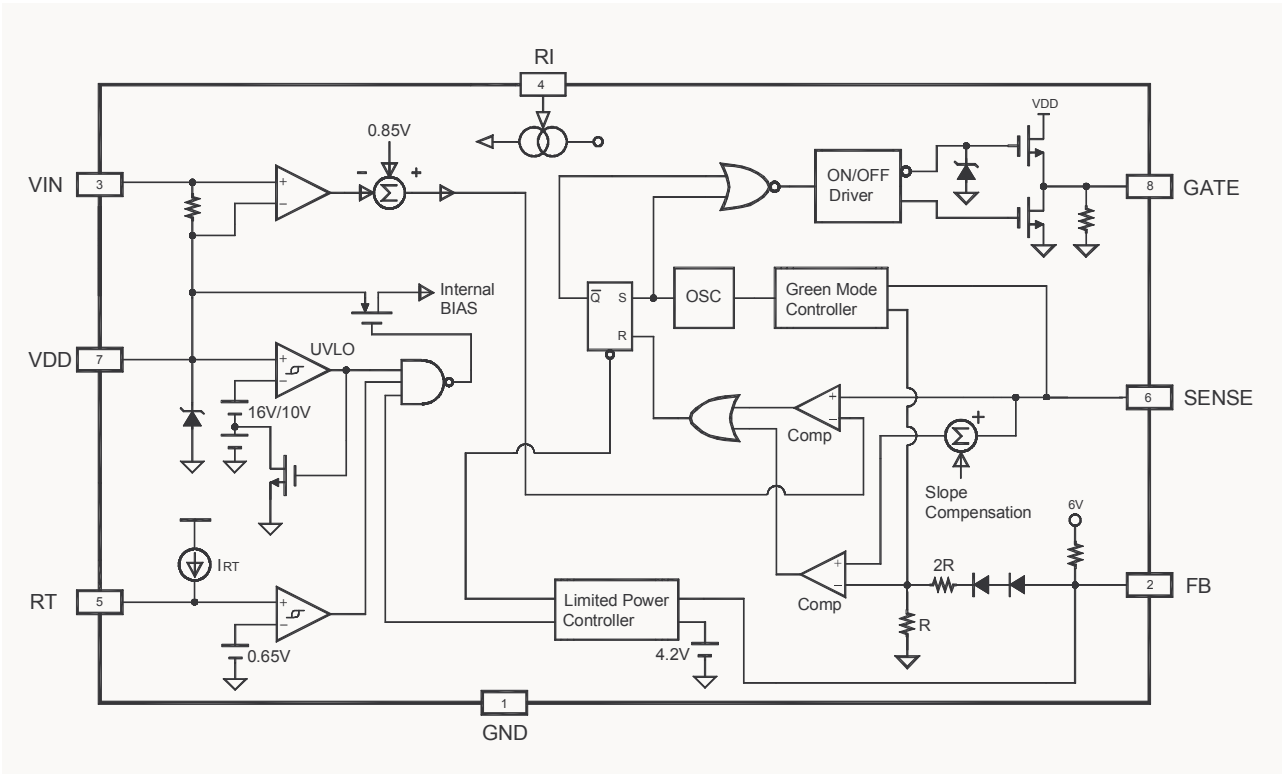 RI
4
VDD
0.85V
VIN
3
+
−
−
+
Σ
ON/OFF
Driver
8
GATE
Internal
BIAS
Q̅
S
R
OSC
Green Mode
Controller
UVLO
VDD
7
+
−
16V/10V
+
−
Comp
6
SENSE
Σ
+
Slope
Compensation
6V
IRT
RT
5
+
−
0.65V
Limited Power
Controller
4.2V
+
−
Comp
2R
R
2
FB
1
GND